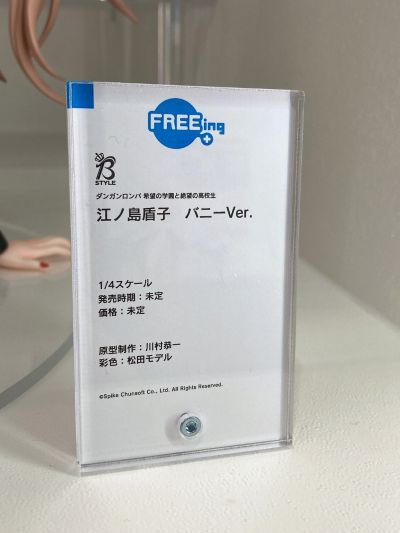 FREEing
B
STYLE
ダンガンロンパ 希望の学園と絶望の高校生
江ノ島盾子 バニーVer.
1/4スケール
発売時期：未定
価格：未定
原型制作：川村恭一
彩色：松田モデル
©Spike Chunsoft Co., Ltd. All Rights Reserved.